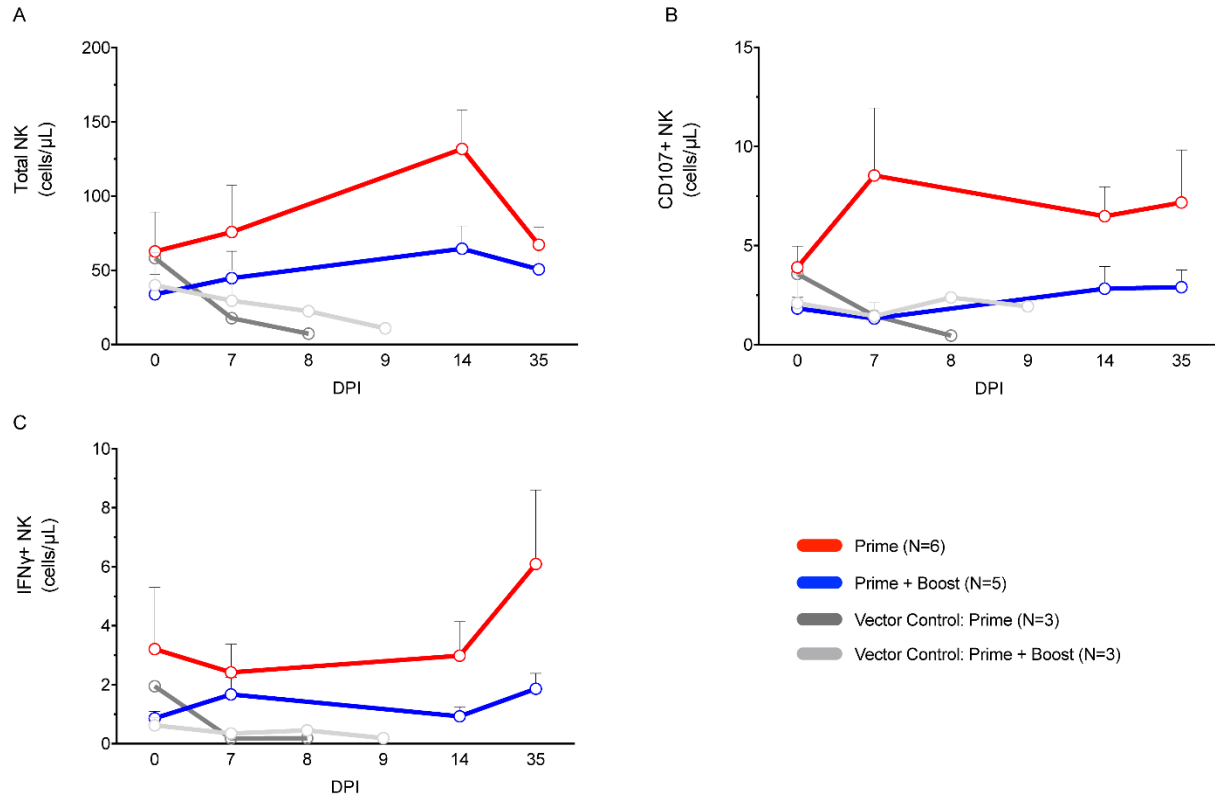 A
Total NK
(cells/μL)
200
150
100
50
0
0 7 8 9 14 35
DPI
B
CD107+ NK
(cells/μL)
15
10
5
0
0 7 8 9 14 35
DPI
C
IFNγ+ NK
(cells/μL)
10
8
6
4
2
0
0 7 8 9 14 35
DPI
Prime (N=6)
Prime + Boost (N=5)
Vector Control: Prime (N=3)
Vector Control: Prime + Boost (N=3)